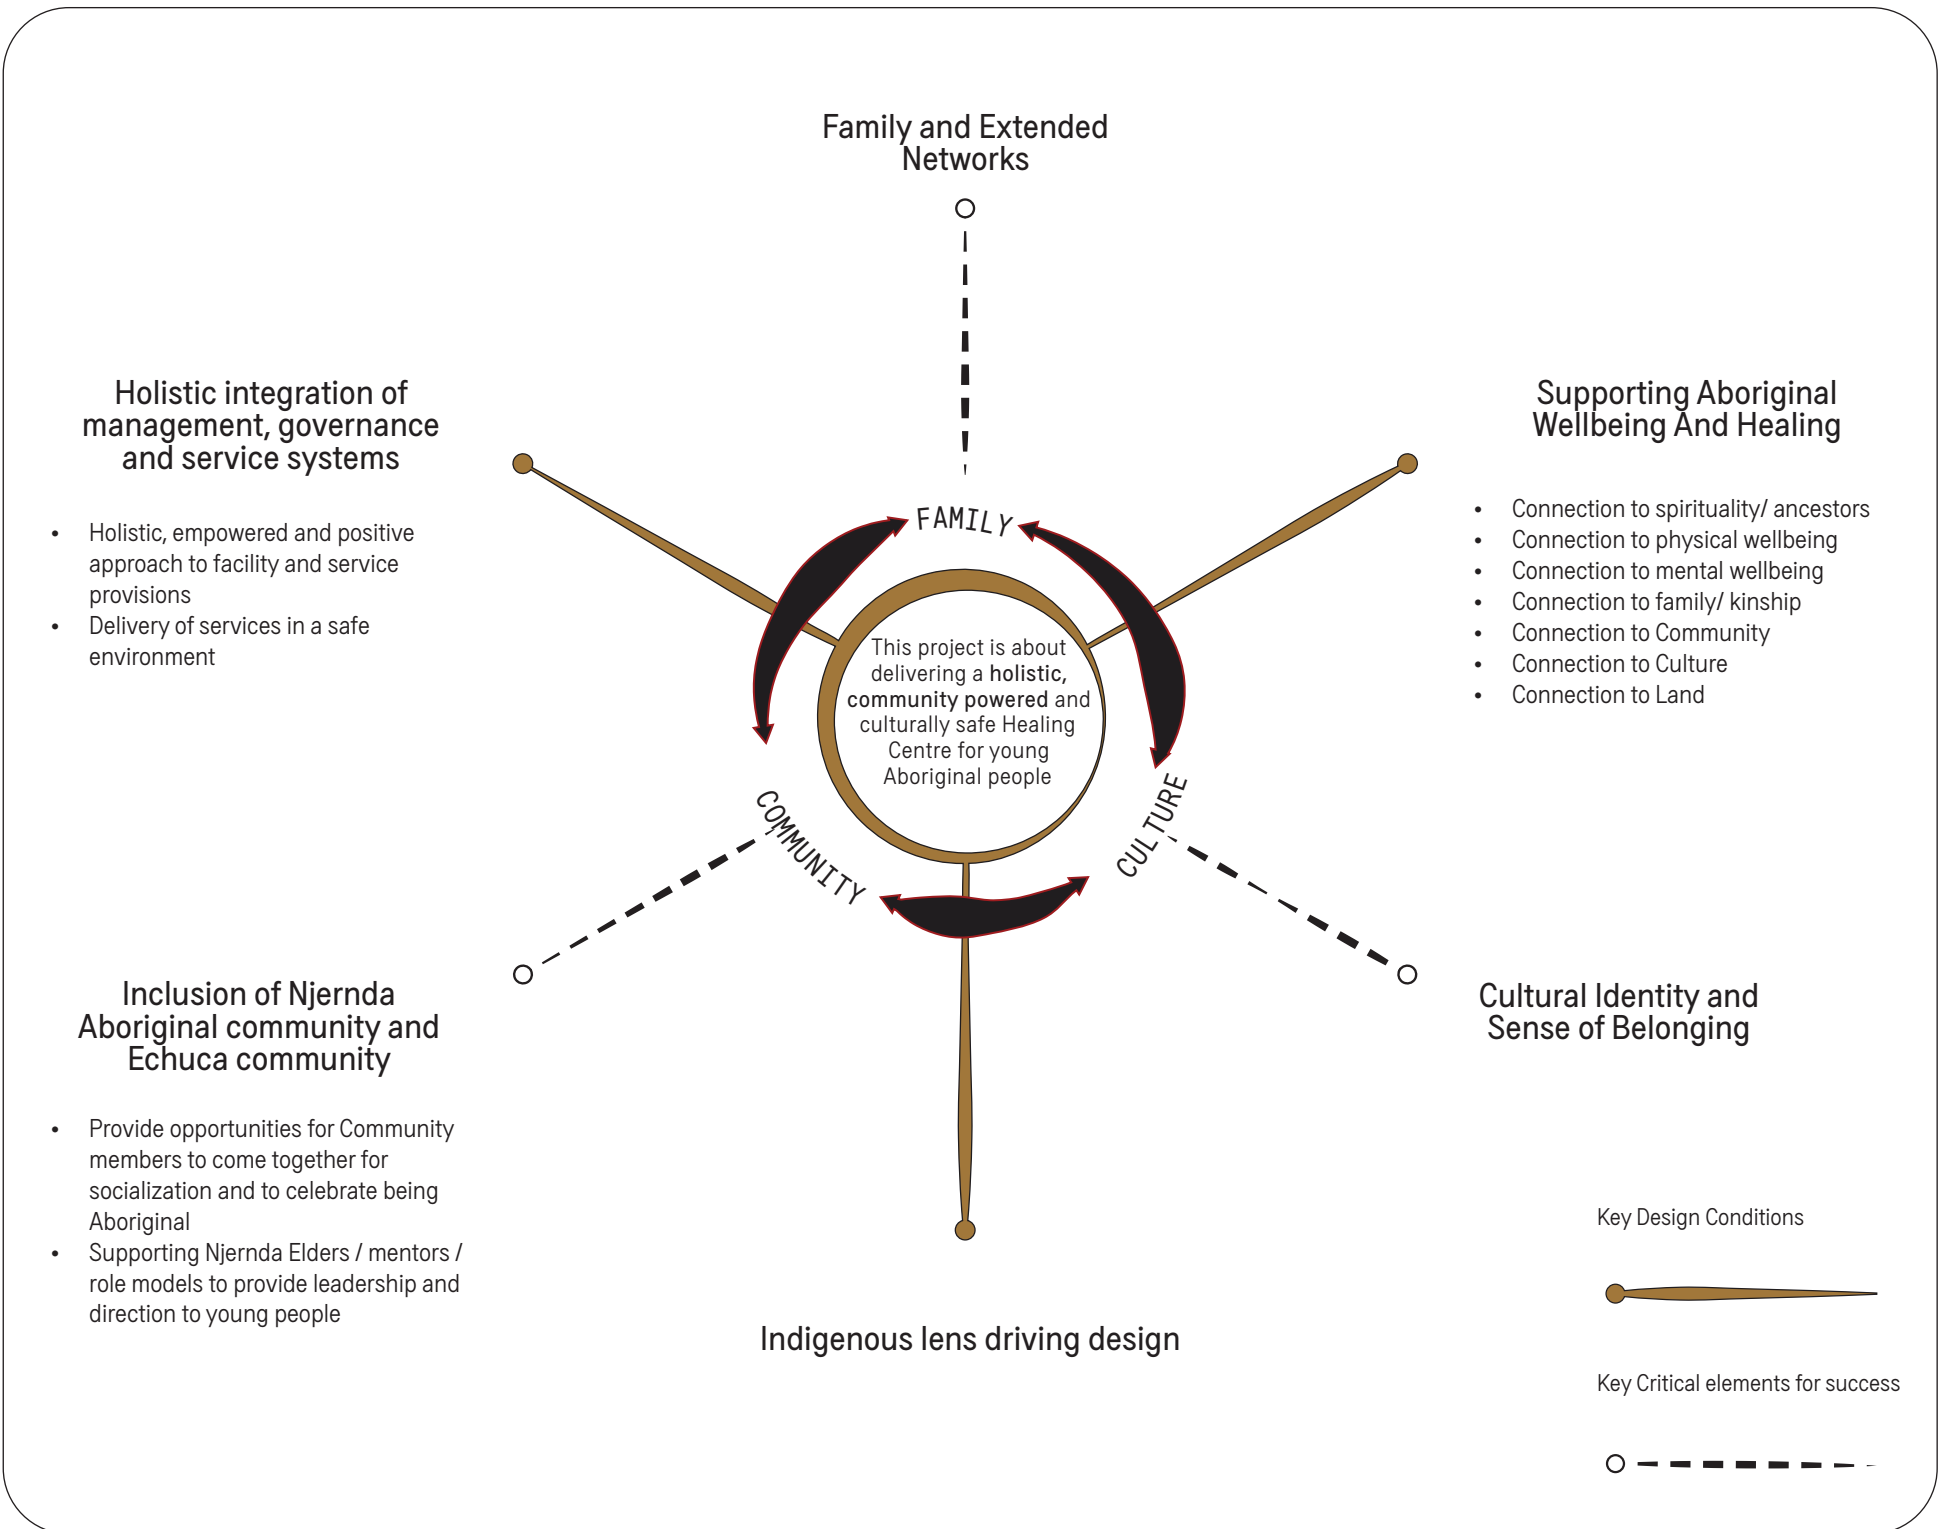 Family and Extended
Networks
Holistic integration of
management, governance
and service systems
• Holistic, empowered and positive
approach to facility and service
provisions
• Delivery of services in a safe
environment
Supporting Aboriginal
Wellbeing And Healing
• Connection to spirituality/ ancestors
• Connection to physical wellbeing
• Connection to mental wellbeing
• Connection to family/ kinship
• Connection to Community
• Connection to Culture
• Connection to Land
FAMILY
This project is about
delivering a holistic,
community powered and
culturally safe Healing
Centre for young
Aboriginal people
COMMUNITY
CULTURE
Inclusion of Njernda
Aboriginal community and
Echuca community
• Provide opportunities for Community
members to come together for
socialization and to celebrate being
Aboriginal
• Supporting Njernda Elders / mentors /
role models to provide leadership and
direction to young people
Cultural Identity and
Sense of Belonging
Indigenous lens driving design
Key Design Conditions
Key Critical elements for success